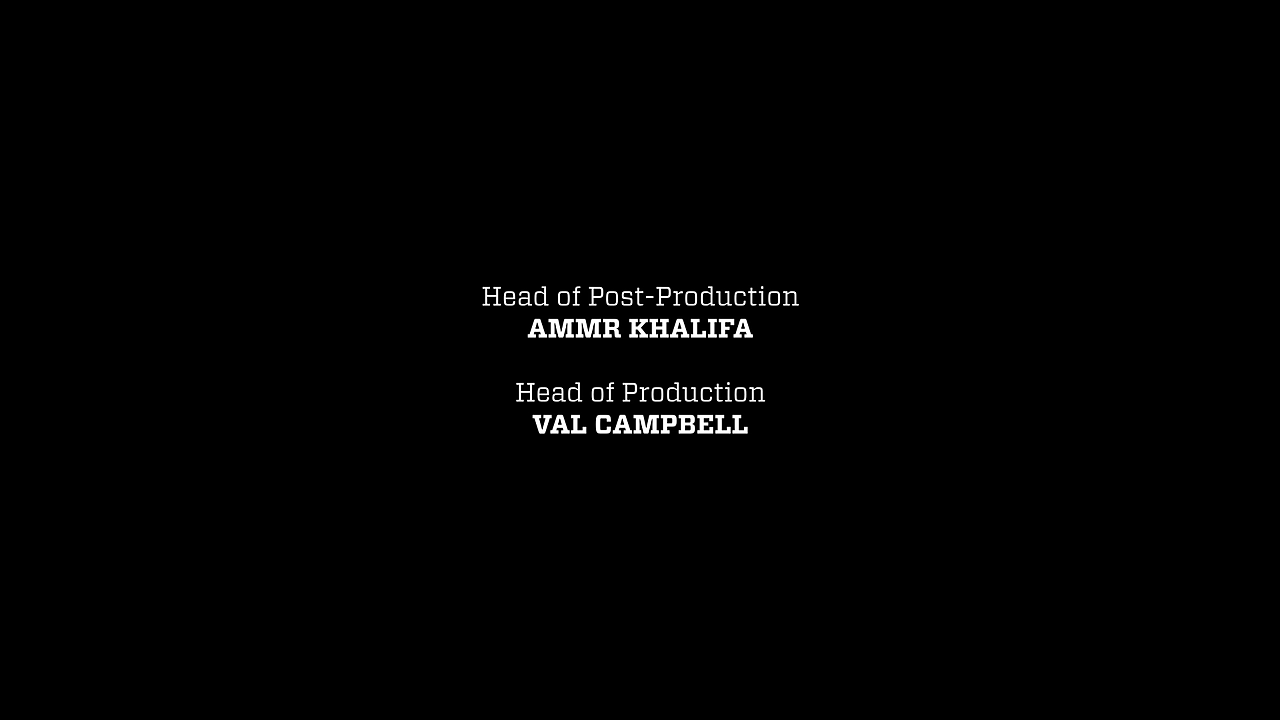 Head of Post-Production
AMMR KHALIFA
Head of Production
VAL CAMPBELL